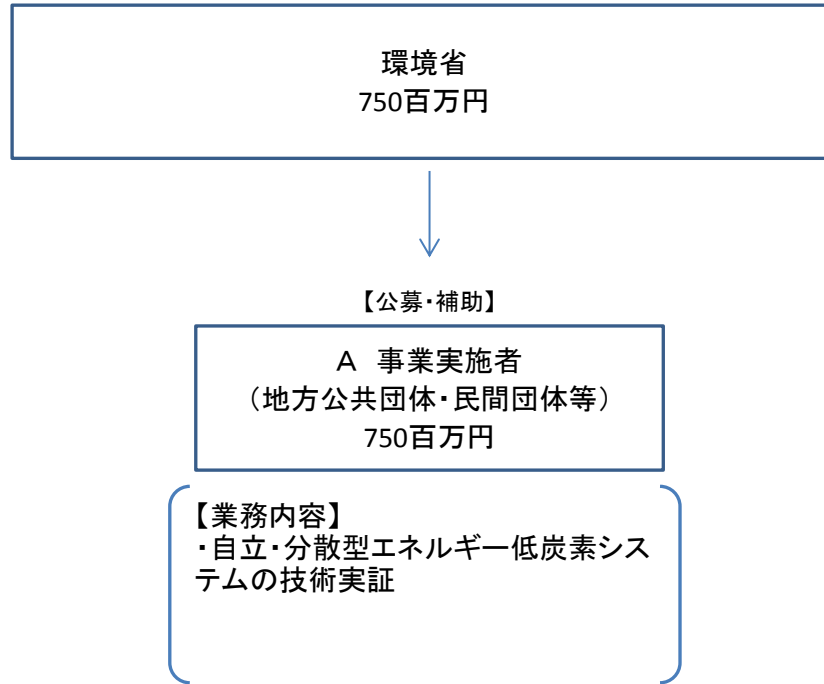 環境省
750百万円
【公募・補助】
A 事業実施者
（地方公共団体・民間団体等）
750百万円
【業務内容】
・自立・分散型エネルギー低炭素シス
テムの技術実証